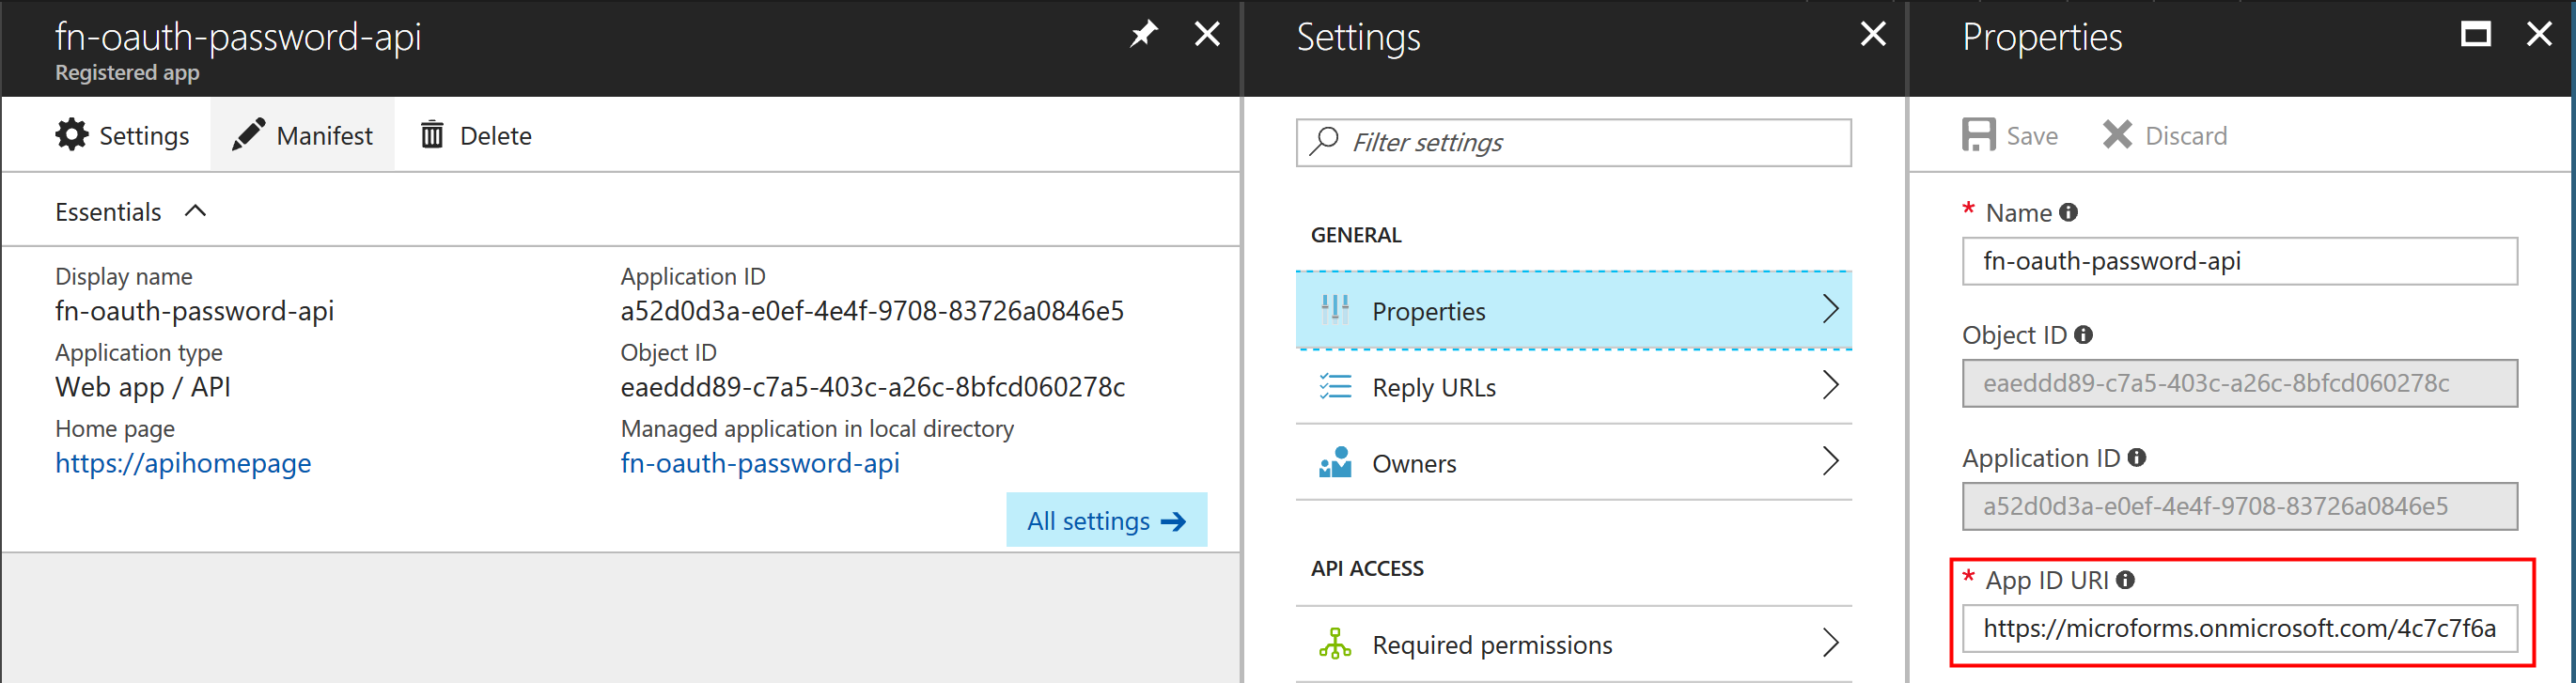 fn-oauth-password-api
Registered app
Settings
Manifest
Delete
Essentials
Display name
fn-oauth-password-api
Application type
Web app / API
Home page
https://apihomepage
Application ID
a52d0d3a-e0ef-4e4f-9708-83726a0846e5
Object ID
eaeddd89-c7a5-403c-a26c-8bfcd060278c
Managed application in local directory
fn-oauth-password-api
All settings
Settings
Filter settings
GENERAL
Properties
Reply URLs
Owners
API ACCESS
Required permissions
Properties
Save
Discard
* Name
fn-oauth-password-api
Object ID
eaeddd89-c7a5-403c-a26c-8bfcd060278c
Application ID
a52d0d3a-e0ef-4e4f-9708-83726a0846e5
* App ID URI
https://microforms.onmicrosoft.com/4c7c7f6a